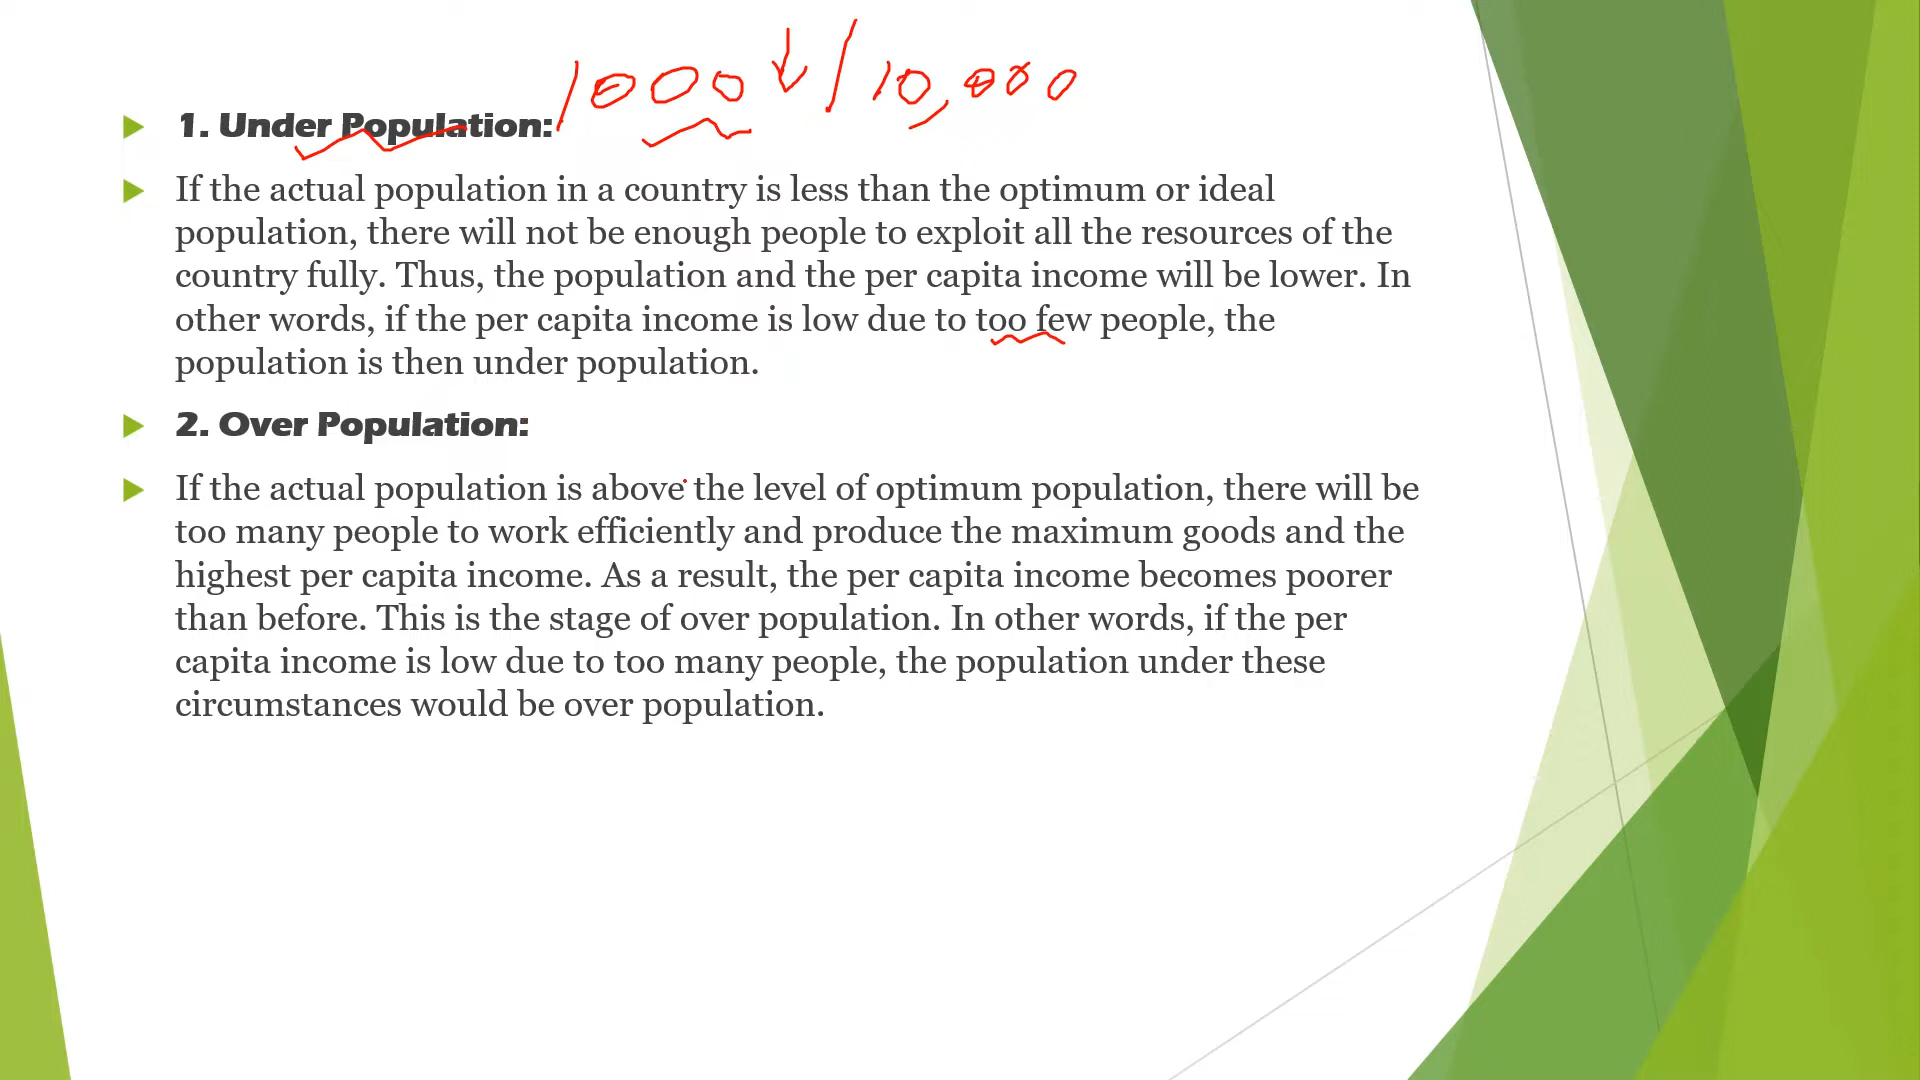 1000 ↓ / 10,000
1. Under Population:
If the actual population in a country is less than the optimum or ideal
population, there will not be enough people to exploit all the resources of the
country fully. Thus, the population and the per capita income will be lower. In
other words, if the per capita income is low due to too few people, the
population is then under population.
2. Over Population:
If the actual population is above the level of optimum population, there will be
too many people to work efficiently and produce the maximum goods and the
highest per capita income. As a result, the per capita income becomes poorer
than before. This is the stage of over population. In other words, if the per
capita income is low due to too many people, the population under these
circumstances would be over population.